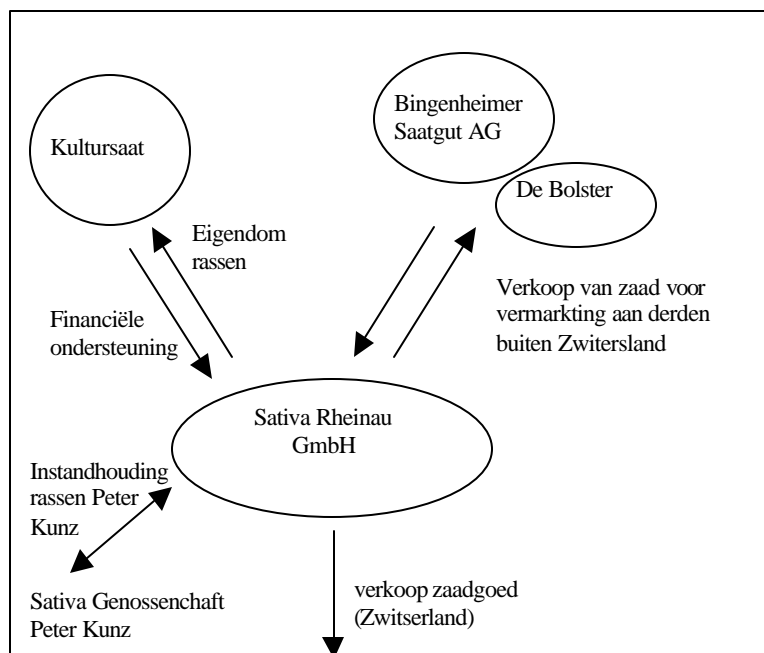 Kultursaat
Bingenheimer
Saatgut AG
De Bolster
Eigendom
rassen
Financiële
ondersteuning
Verkoop van zaad voor
vermarkting aan derden
buiten Zwitersland
Sativa Rheinau
GmbH
Instandhouding
rassen Peter
Kunz
Sativa Genossenchaft
Peter Kunz
verkoop zaadgoed
(Zwitserland)